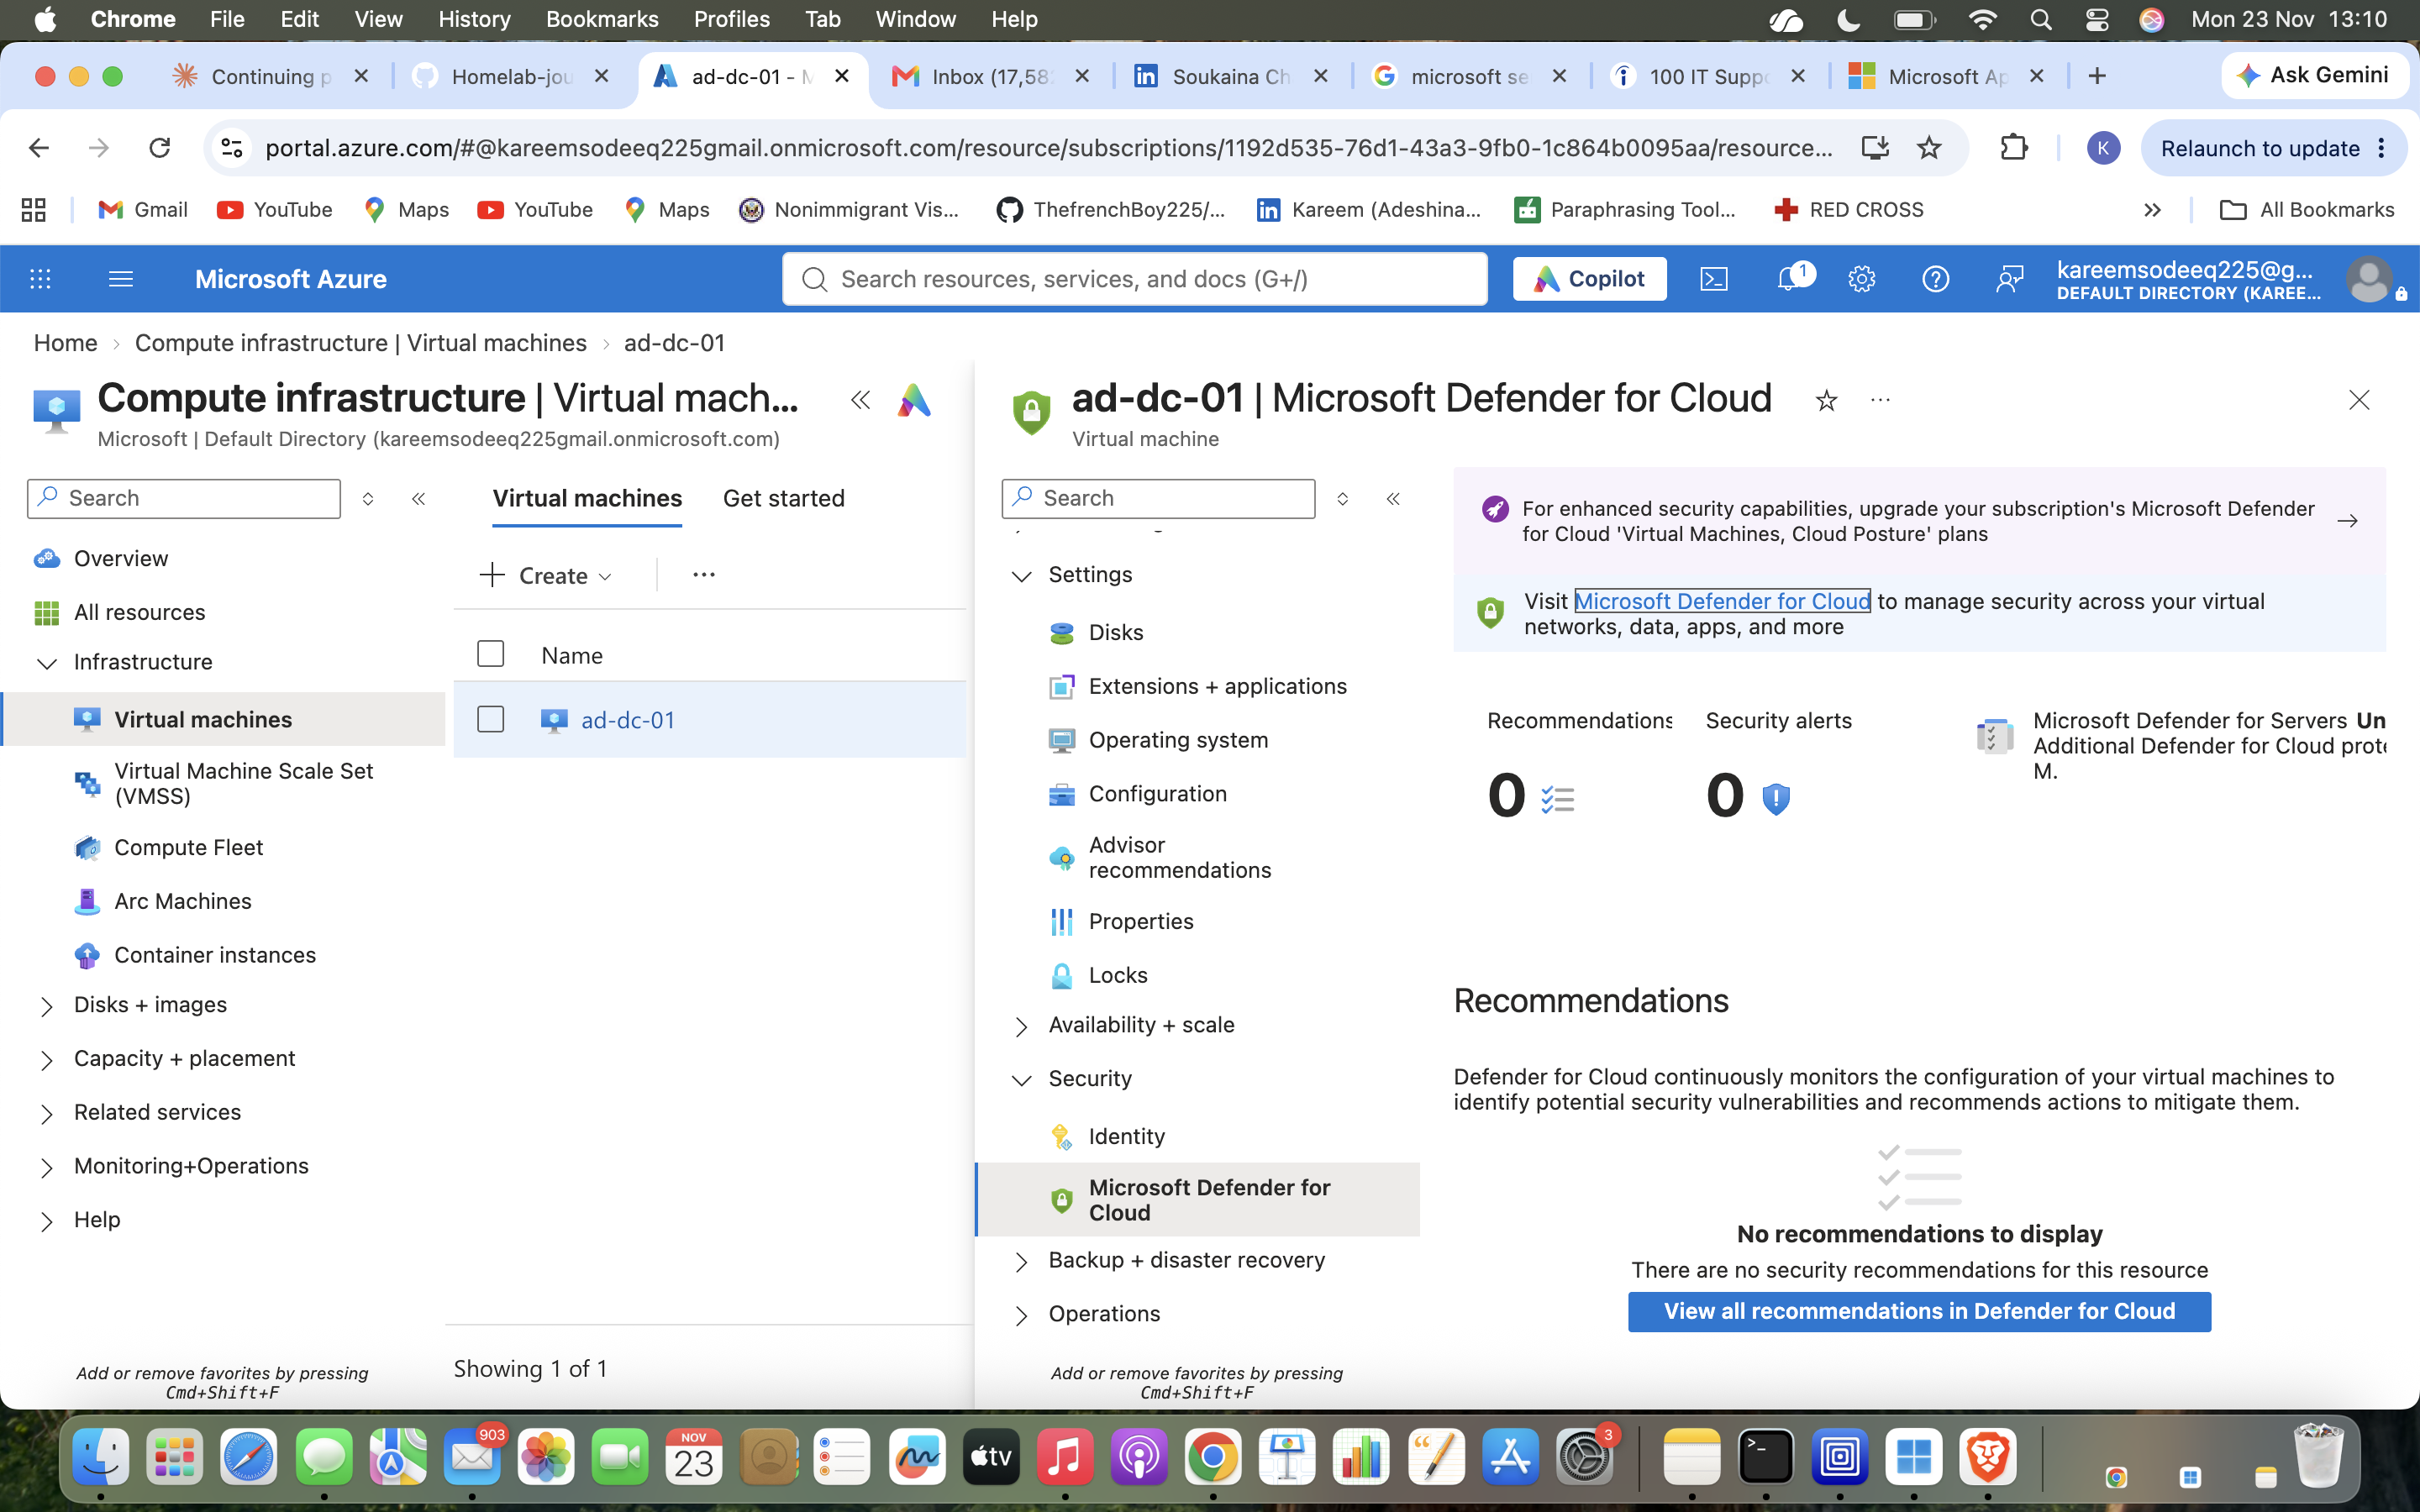 Chrome File Edit View History Bookmarks Profiles Tab Window Help Mon 23 Nov 13:10
Continuing p Homelab-jou ad-dc-01 - M Inbox (17,58 Soukaina Ch microsoft se 100 IT Suppo Microsoft Ap Ask Gemini
portal.azure.com/#@kareemsodeeq225gmail.onmicrosoft.com/resource/subscriptions/1192d535-76d1-43a3-9fb0-1c864b0095aa/resource... K Relaunch to update
Gmail YouTube Maps YouTube Maps Nonimmigrant Vis... ThefrenchBoy225/... Kareem (Adeshina... Paraphrasing Tool... RED CROSS All Bookmarks
Microsoft Azure Search resources, services, and docs (G+/) Copilot 1 kareemsodeeq225@g...
DEFAULT DIRECTORY (KAREE...
Home > Compute infrastructure | Virtual machines > ad-dc-01
Compute infrastructure | Virtual mach...
Microsoft | Default Directory (kareemsodeeq225gmail.onmicrosoft.com)
Search
Overview
All resources
Infrastructure
Virtual machines
Virtual Machine Scale Set
(VMSS)
Compute Fleet
Arc Machines
Container instances
Disks + images
Capacity + placement
Related services
Monitoring+Operations
Help
Add or remove favorites by pressing
Cmd+Shift+F
Virtual machines Get started
Create
Name
ad-dc-01
Showing 1 of 1
ad-dc-01 | Microsoft Defender for Cloud
Virtual machine
Search
Settings
Disks
Extensions + applications
Operating system
Configuration
Advisor
recommendations
Properties
Locks
Availability + scale
Security
Identity
Microsoft Defender for
Cloud
Backup + disaster recovery
Operations
Add or remove favorites by pressing
Cmd+Shift+F
For enhanced security capabilities, upgrade your subscription's Microsoft Defender
for Cloud 'Virtual Machines, Cloud Posture' plans
Visit Microsoft Defender for Cloud to manage security across your virtual
networks, data, apps, and more
Recommendations Security alerts
0 0
Microsoft Defender for Servers Un
Additional Defender for Cloud prote
M.
Recommendations
Defender for Cloud continuously monitors the configuration of your virtual machines to
identify potential security vulnerabilities and recommends actions to mitigate them.
No recommendations to display
There are no security recommendations for this resource
View all recommendations in Defender for Cloud
903 NOV 23 tv 3